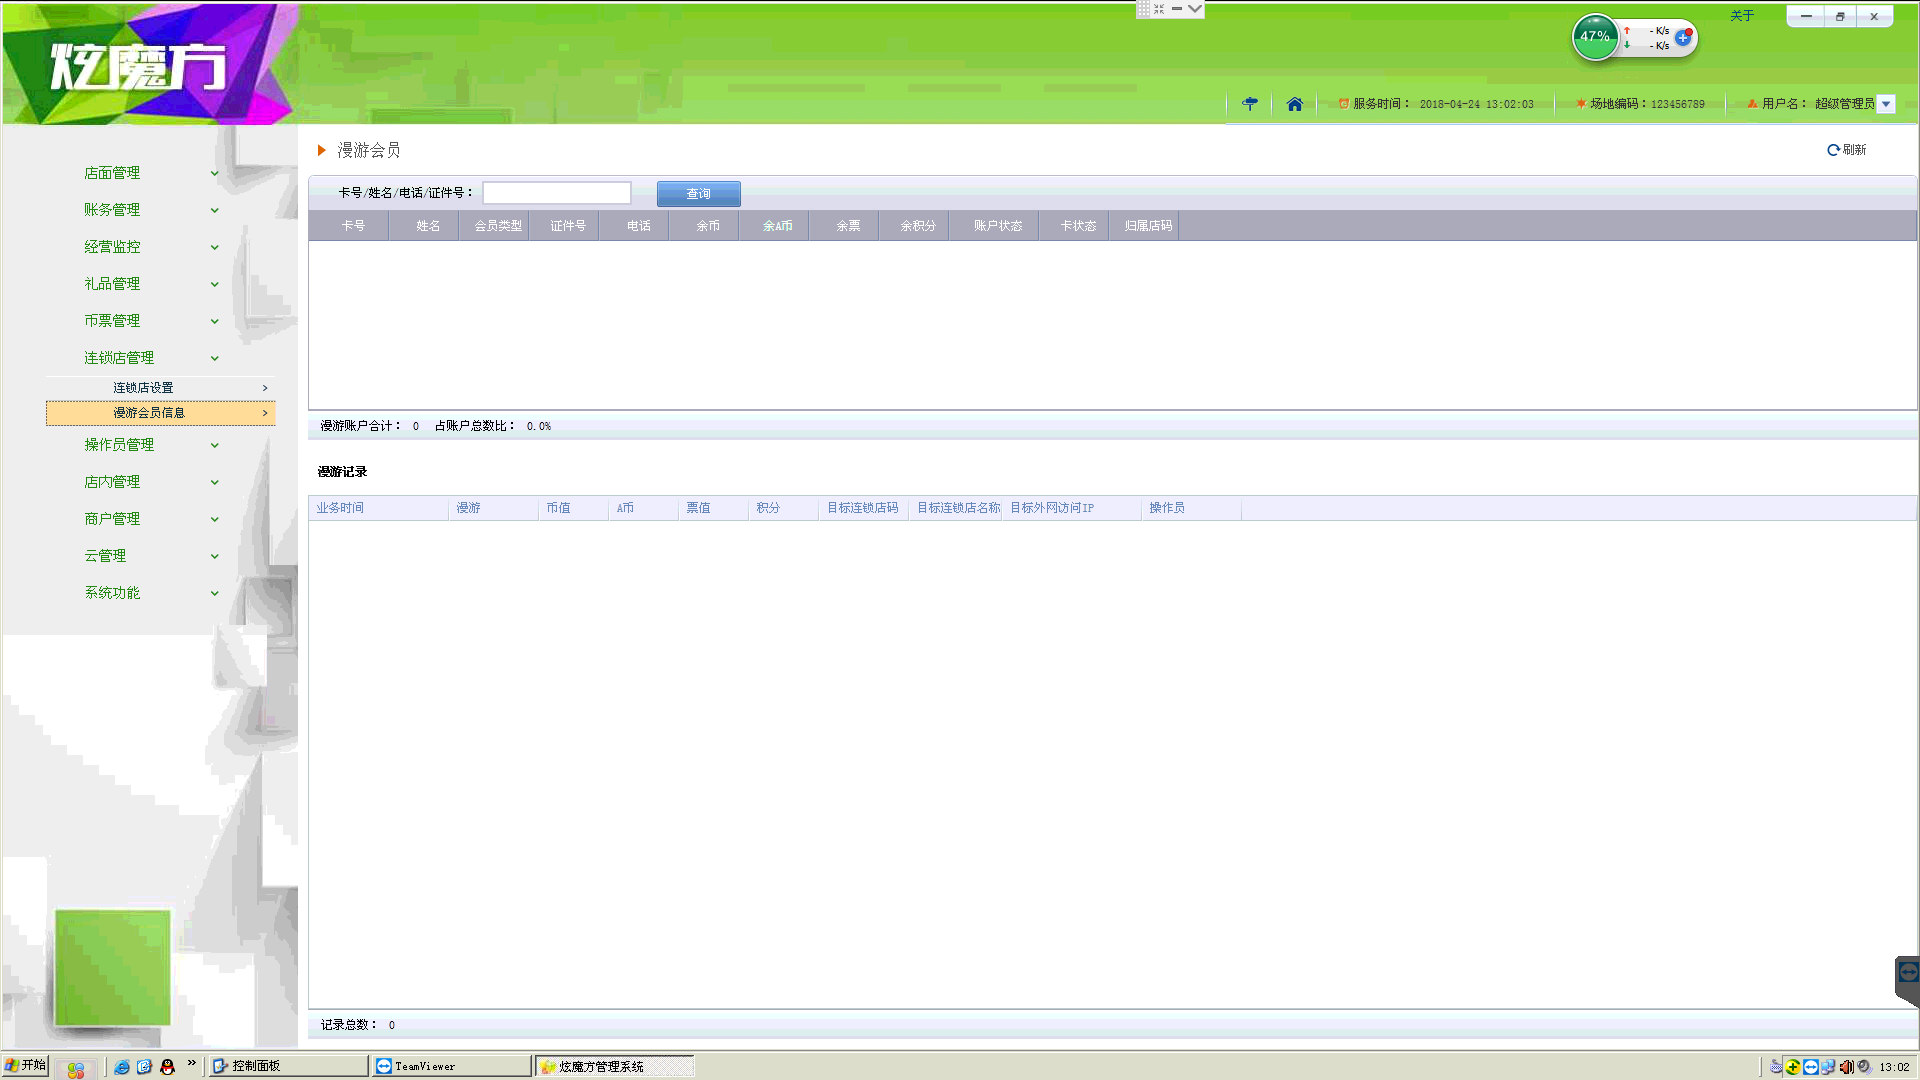 关于
47%
- K/s
- K/s
炫魔方
服务时间： 2018-04-24 13:02:03
场地编码：123456789
用户名： 超级管理员
漫游会员
刷新
卡号/姓名/电话/证件号：
查询
卡号 姓名 会员类型 证件号 电话 余币 余A币 余票 余积分 账户状态 卡状态 归属店码
店面管理
账务管理
经营监控
礼品管理
币票管理
连锁店管理
连锁店设置
漫游会员信息
操作员管理
店内管理
商户管理
云管理
系统功能
漫游账户合计： 0 占账户总数比： 0.0%
漫游记录
业务时间 漫游 币值 A币 票值 积分 目标连锁店码 目标连锁店名称 目标外网访问IP 操作员
记录总数： 0
开始
控制面板
TeamViewer
炫魔方管理系统
13:02